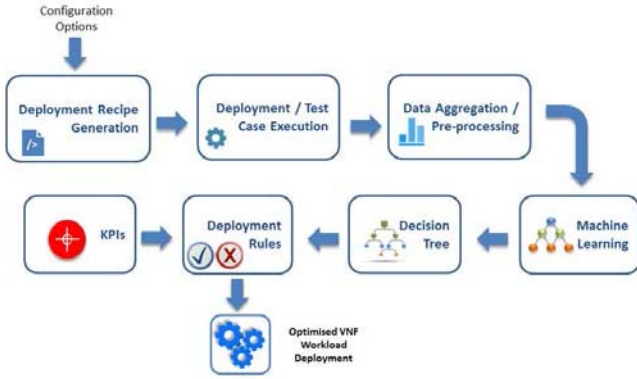 Configuration
Options
Deployment Recipe
Generation
</>
Deployment / Test
Case Execution
Data Aggregation /
Pre-processing
KPIs
Deployment
Rules
Decision
Tree
Machine
Learning
Optimised VNF
Workload
Deployment